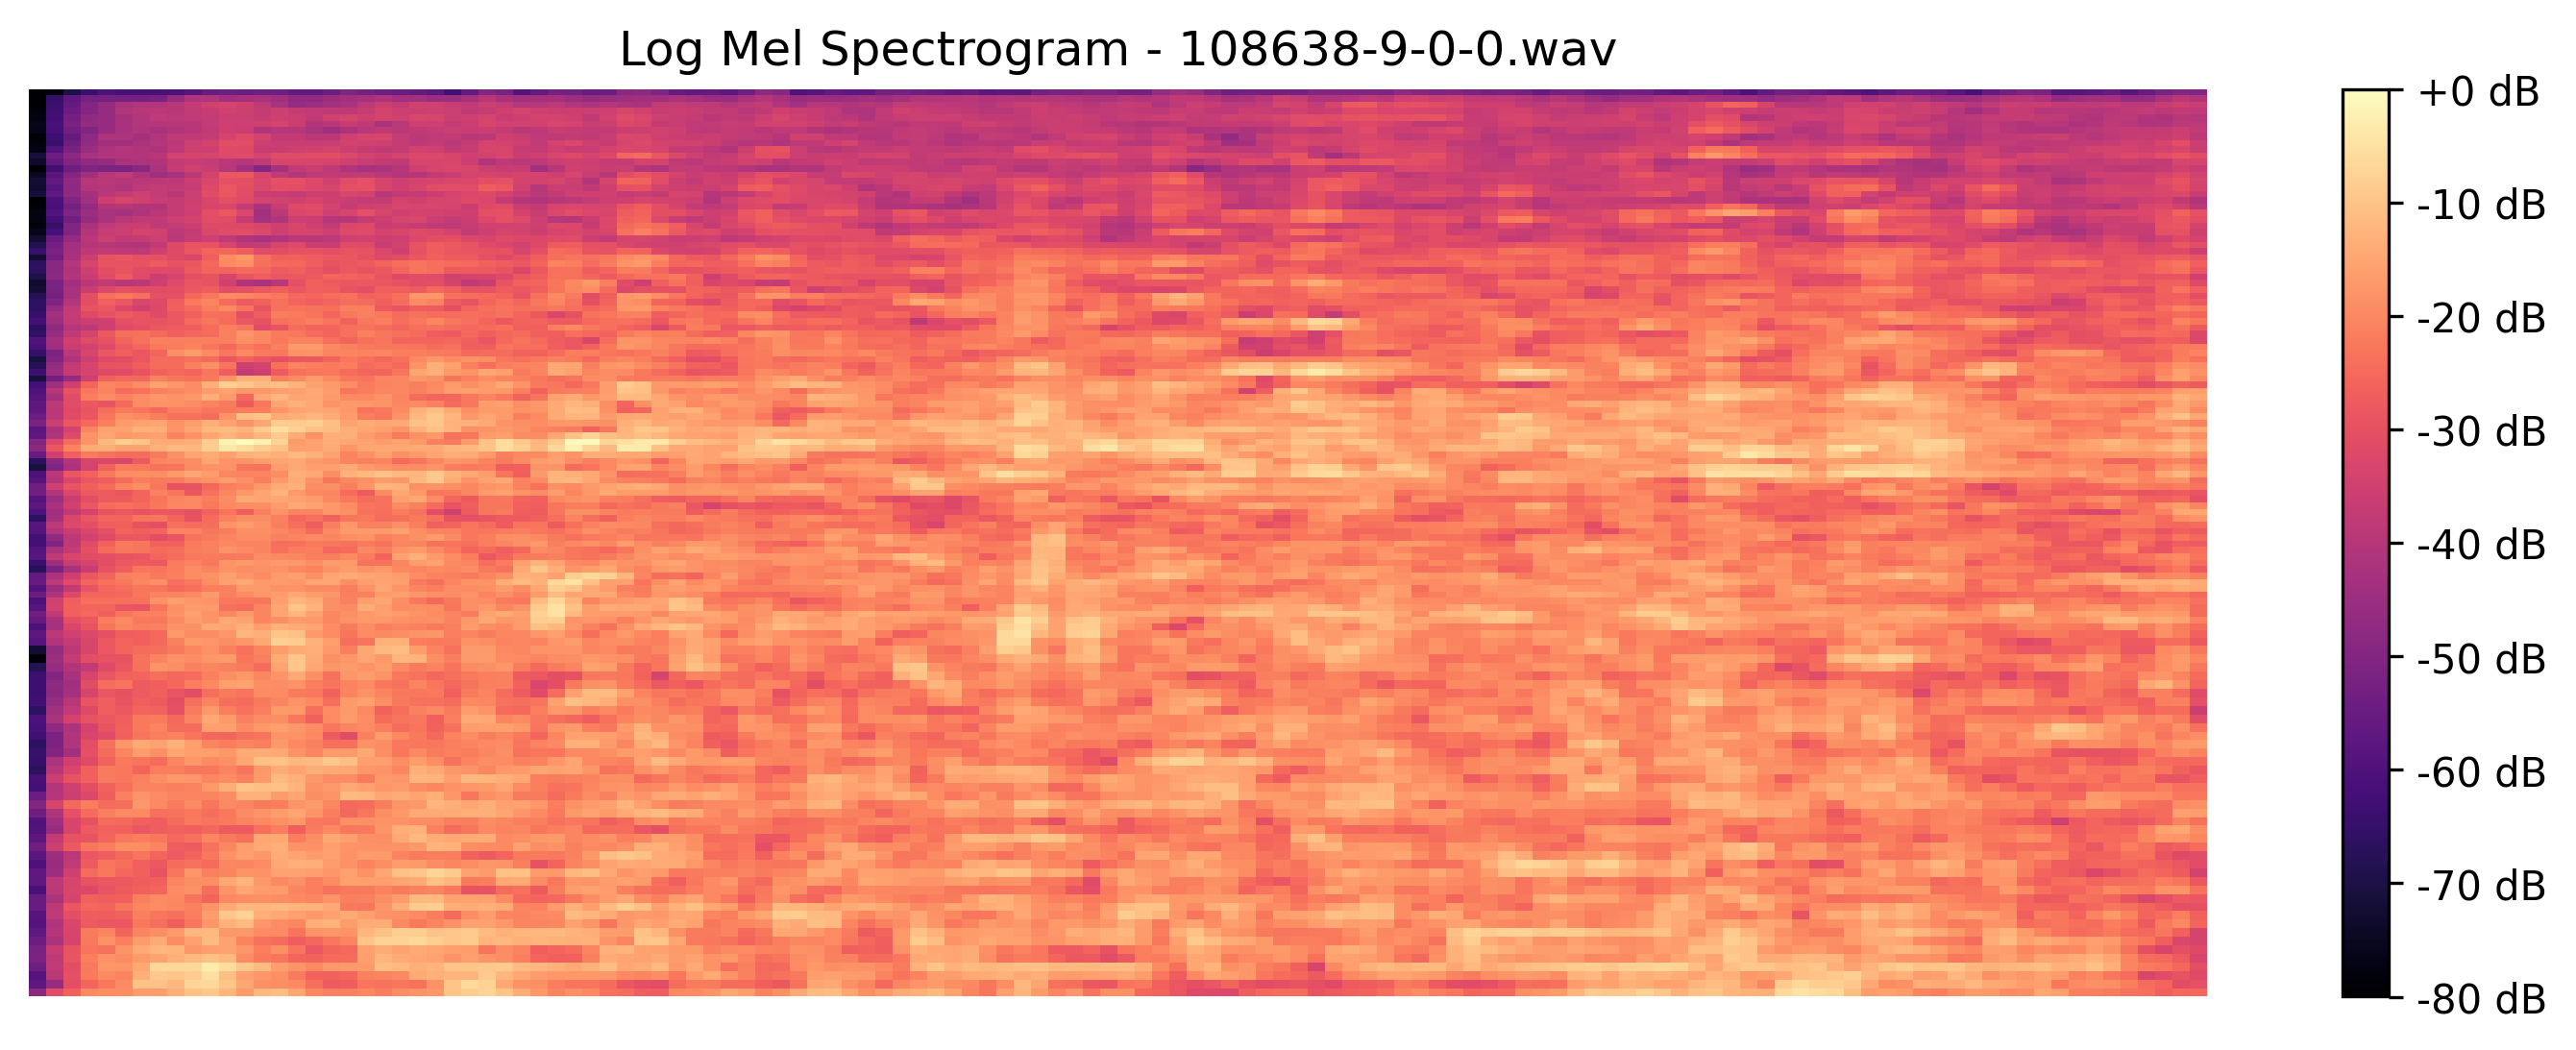 Log Mel Spectrogram - 108638-9-0-0.wav
+0 dB
-10 dB
-20 dB
-30 dB
-40 dB
-50 dB
-60 dB
-70 dB
-80 dB